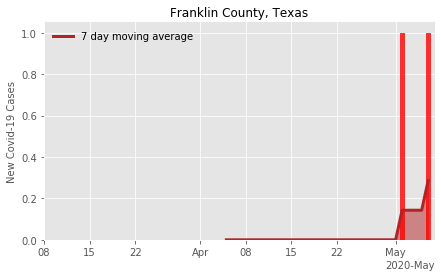 Franklin County, Texas
7 day moving average
New Covid-19 Cases
1.0
0.8
0.6
0.4
0.2
0.0
08 15 22 Apr 08 15 22 May
2020-May